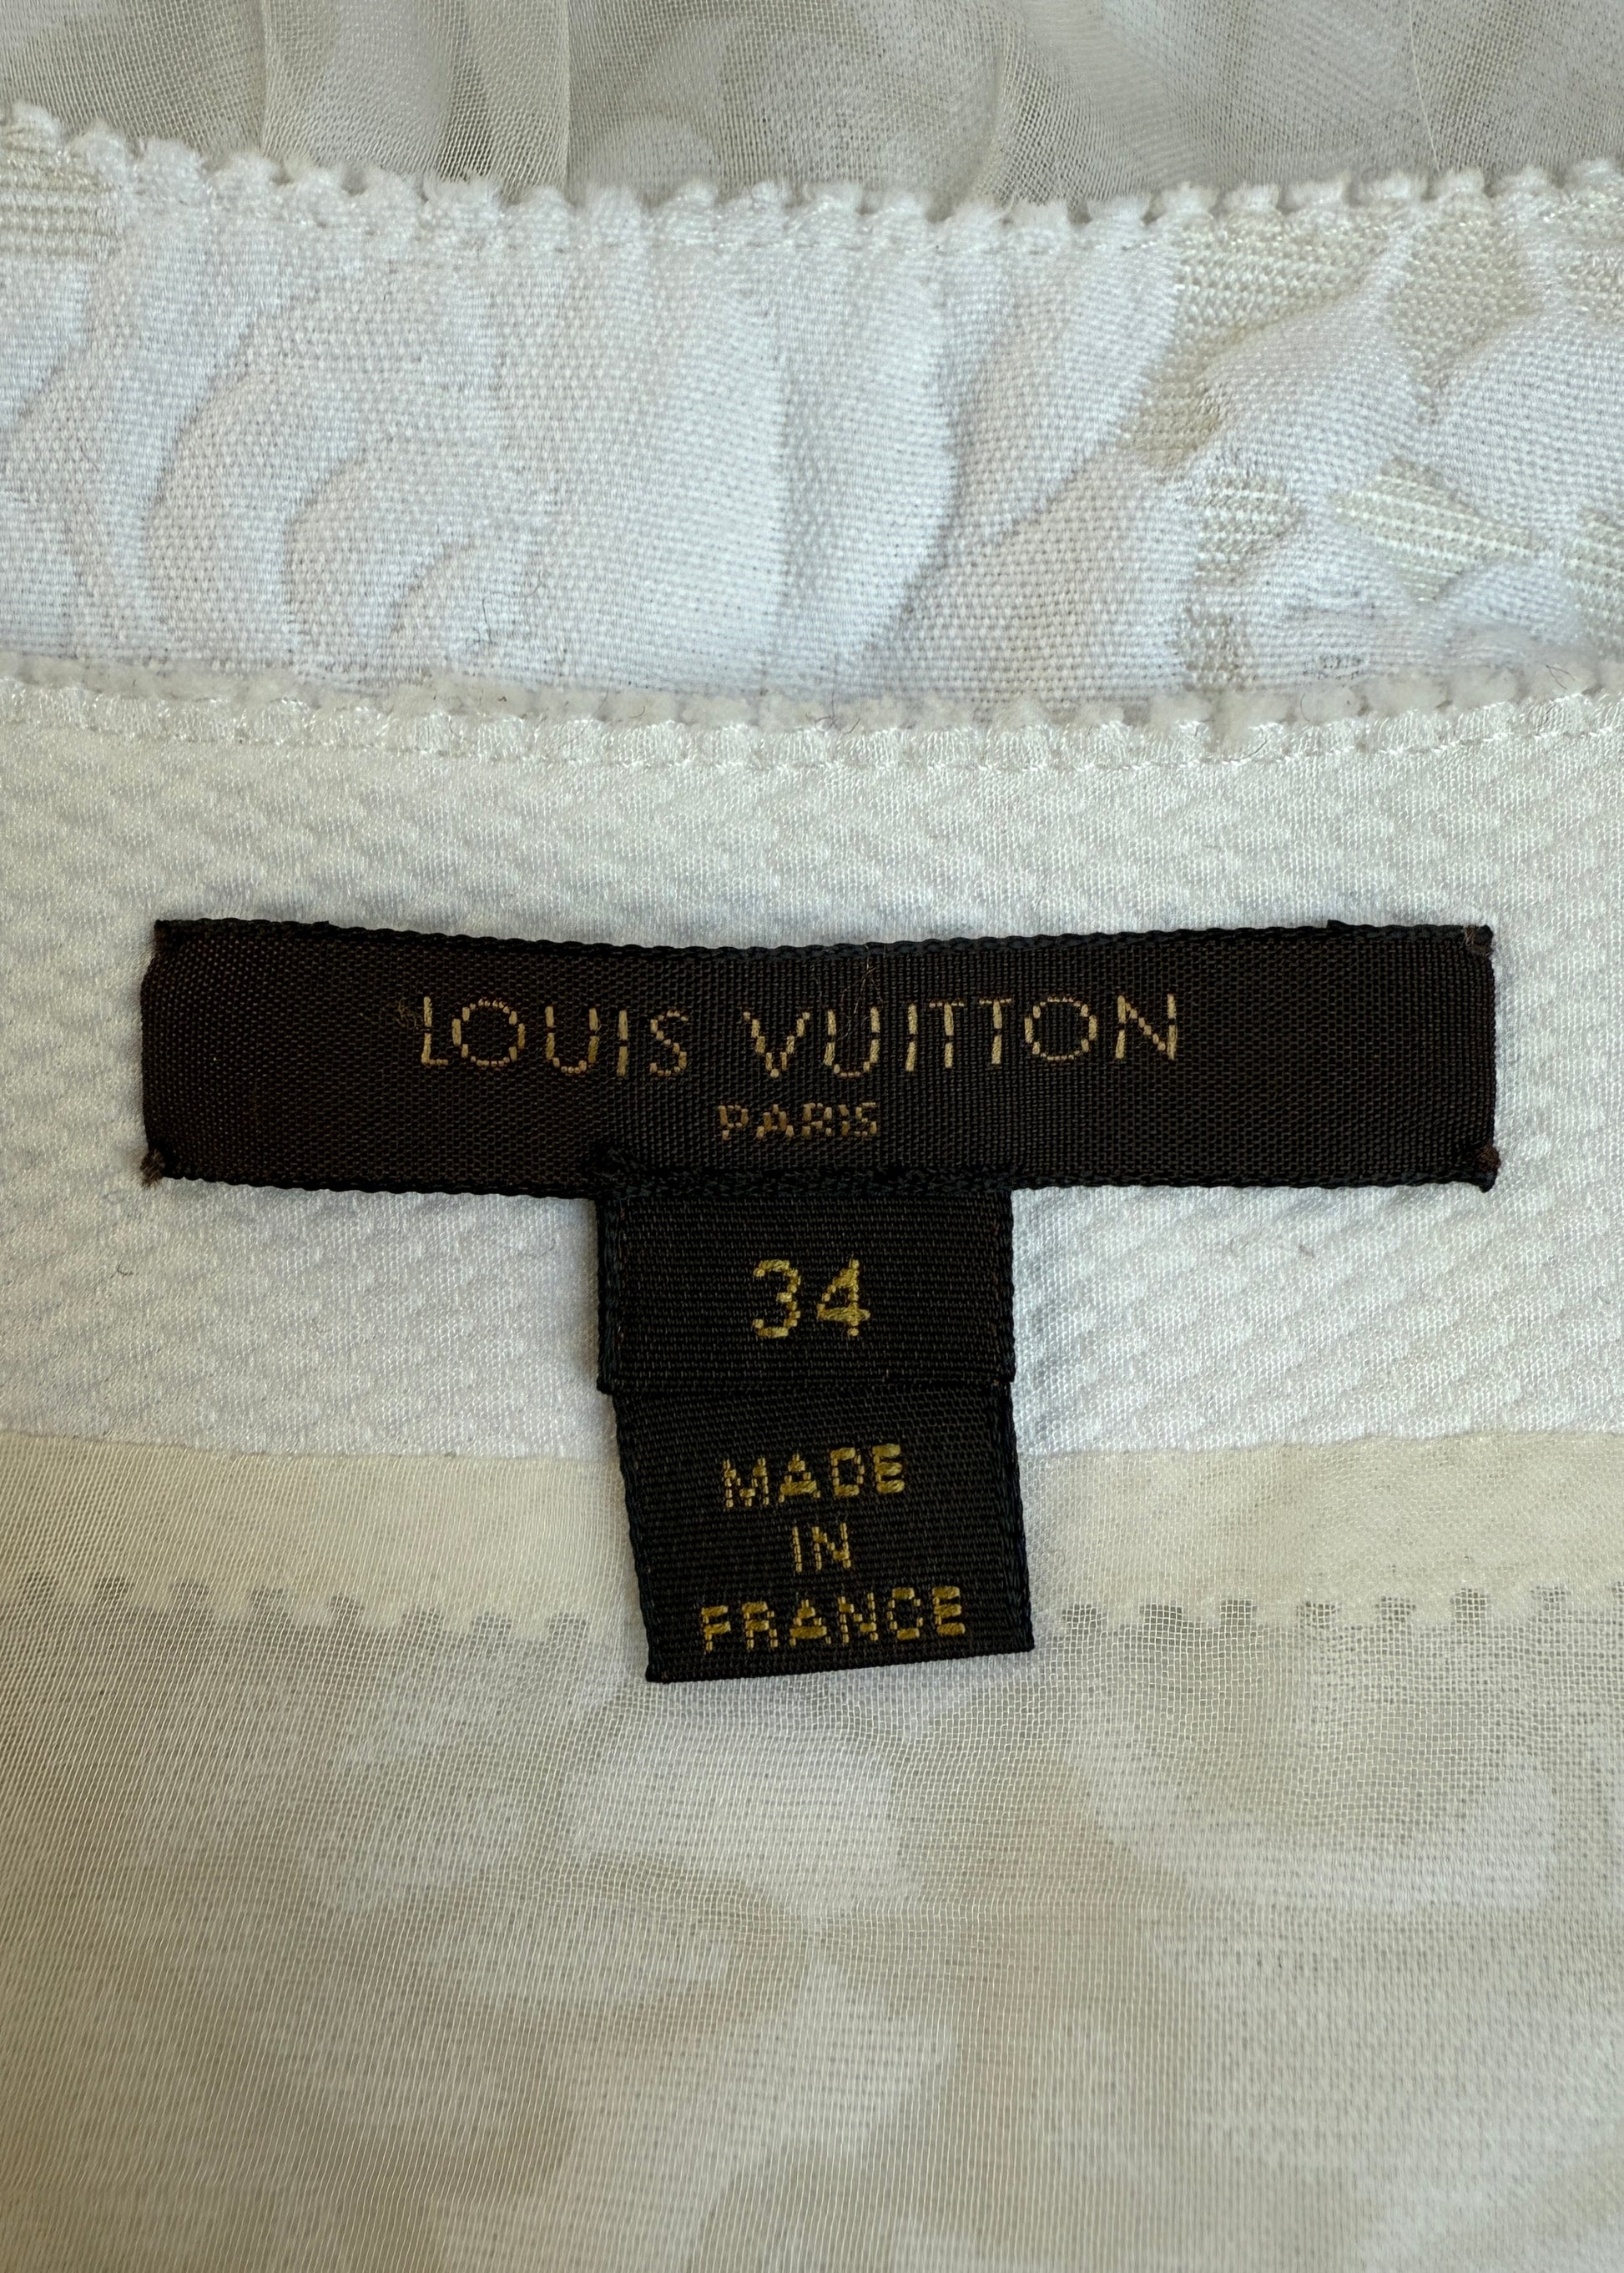 LOUIS VUITTON
PARIS
34
MADE
IN
FRANCE